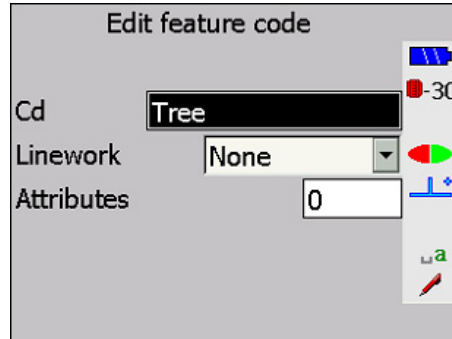 Edit feature code
-30
Cd Tree
Linework None
Attributes 0
a